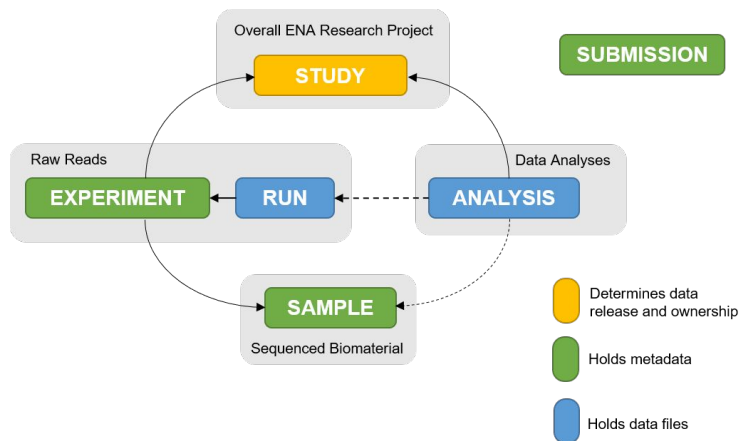 Overall ENA Research Project
STUDY
SUBMISSION
Raw Reads
EXPERIMENT
RUN
Data Analyses
ANALYSIS
SAMPLE
Sequenced Biomaterial
Determines data
release and ownership
Holds metadata
Holds data files